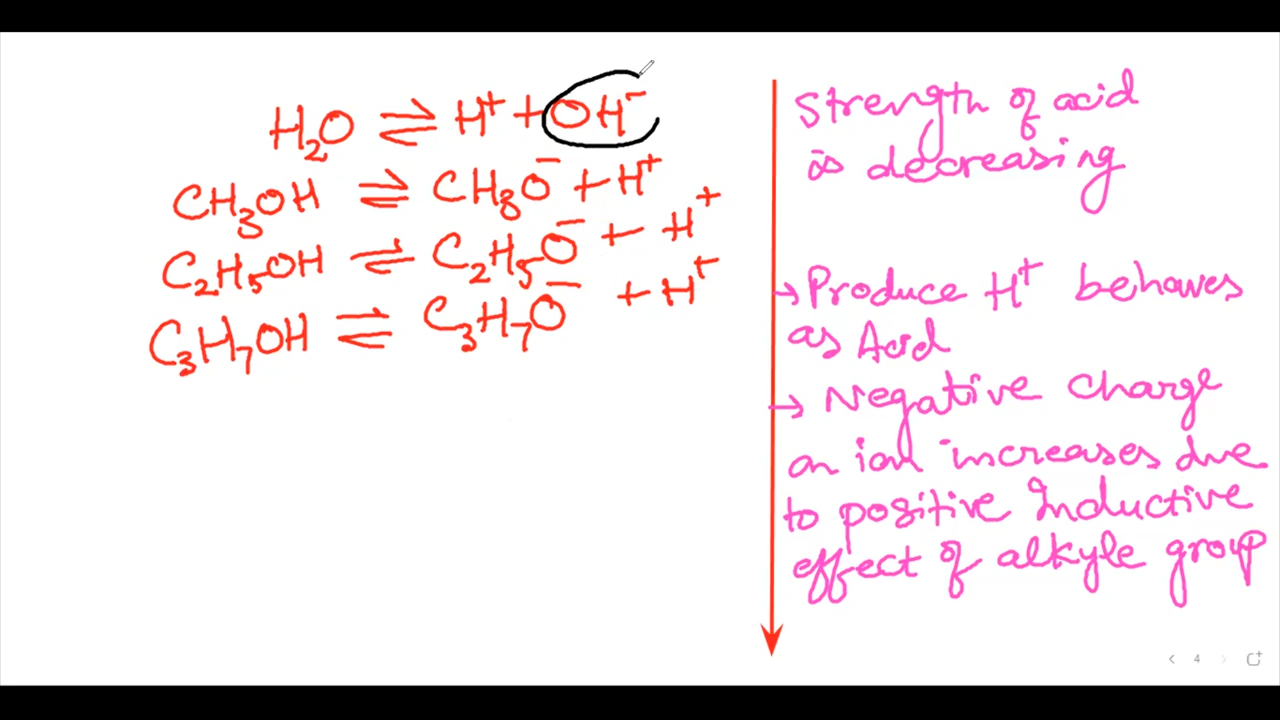 H₂O ⇌ H⁺ + OH⁻
CH₃OH ⇌ CH₃O⁻ + H⁺
C₂H₅OH ⇌ C₂H₅O⁻ + H⁺
C₃H₇OH ⇌ C₃H₇O⁻ + H⁺
Strength of acid
is decreasing
→ Produce H⁺ behaves
as Acid
→ Negative charge
on ion increases due
to positive Inductive
effect of alkyle group
4